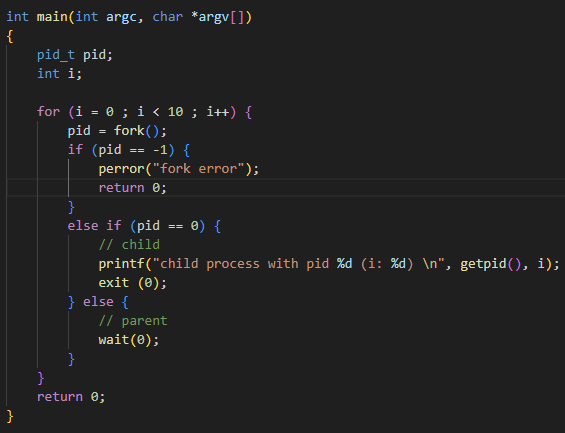 int main(int argc, char *argv[])
{
pid_t pid;
int i;
for (i = 0 ; i < 10 ; i++) {
pid = fork();
if (pid == -1) {
perror("fork error");
return 0;
}
else if (pid == 0) {
// child
printf("child process with pid %d (i: %d) \n", getpid(), i);
exit (0);
} else {
// parent
wait(0);
}
}
return 0;
}